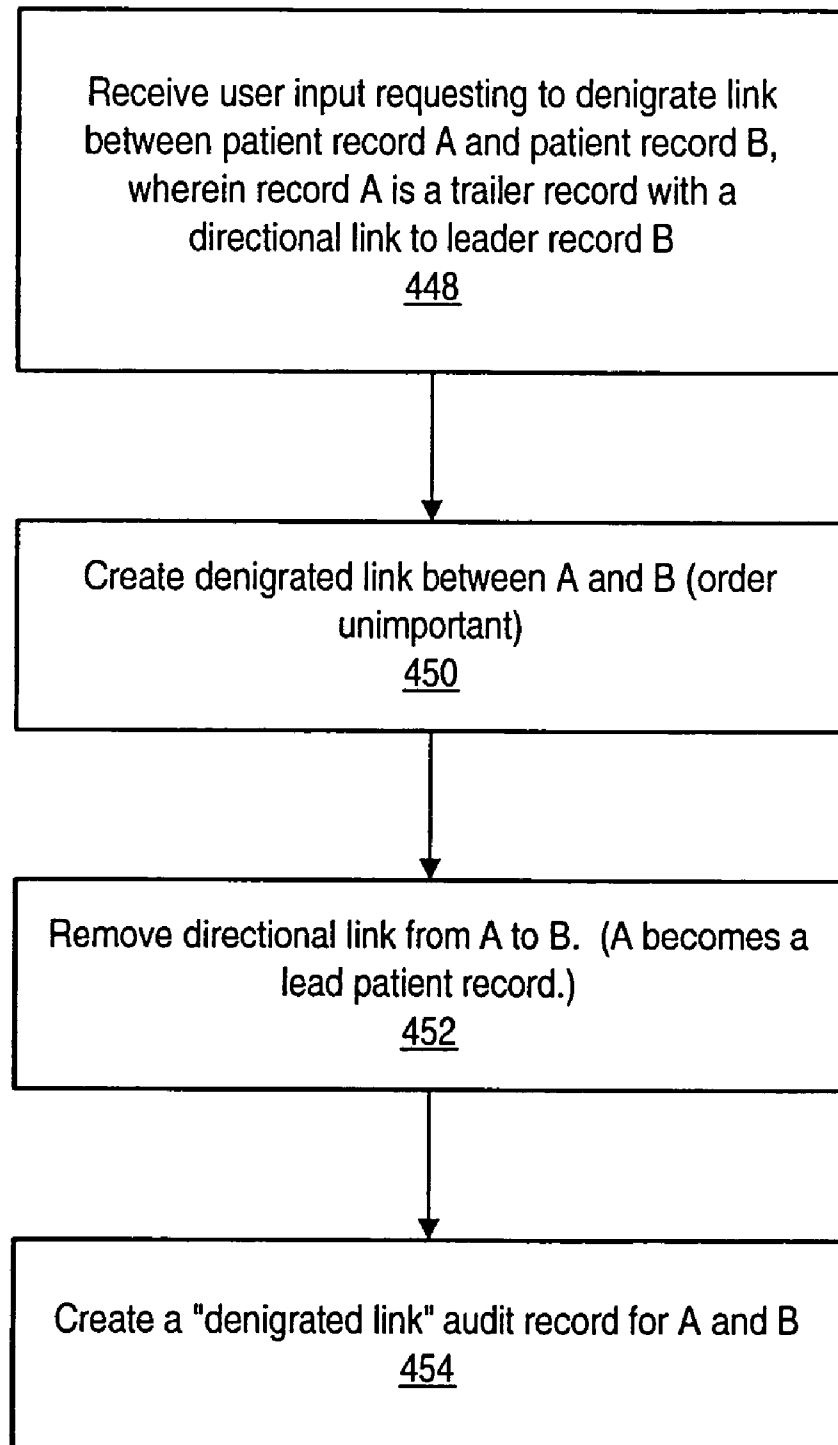 Receive user input requesting to denigrate link
between patient record A and patient record B,
wherein record A is a trailer record with a
directional link to leader record B
448
Create denigrated link between A and B (order
unimportant)
450
Remove directional link from A to B.  (A becomes a
lead patient record.)
452
Create a "denigrated link" audit record for A and B
454